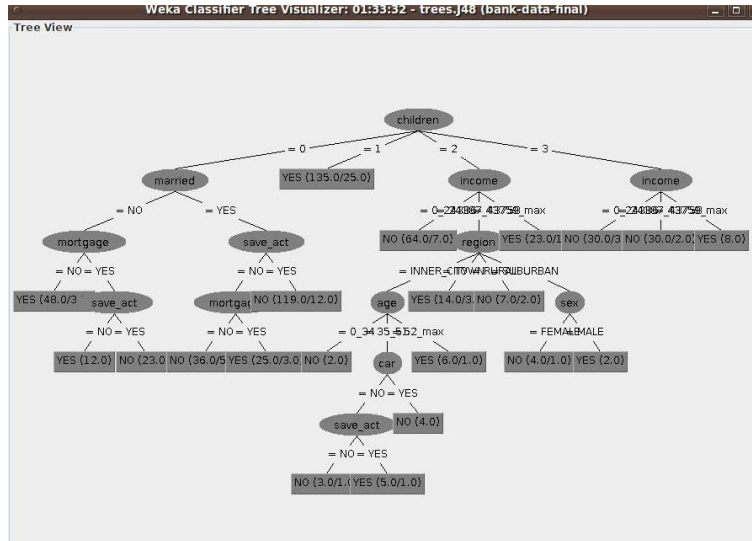 Weka Classifier Tree Visualizer: 01:33:32 - trees.J48 (bank-data-final)
Tree View
children
= 0 = 1 = 2 = 3
married YES (135.0/25.0) income income
= NO = YES
mortgage save_act NO (64.0/7.0) region YES (23.0/1 NO (30.0/3 NO (30.0/2.0) YES (8.0)
= NO = YES = NO = YES = INNER_CITY
YES (48.0/3 save_act mortgag NO (119.0/12.0) age YES (14.0/3. NO (7.0/2.0) sex
= NO = YES = NO = YES = 0_34 = FEMALE
YES (12.0) NO (23.0 NO (36.0/5 YES (25.0/3.0) NO (2.0) car YES (6.0/1.0) NO (4.0/1.0) YES (2.0)
= NO = YES
save_act NO (4.0)
= NO = YES
NO (3.0/1.0 YES (5.0/1.0)